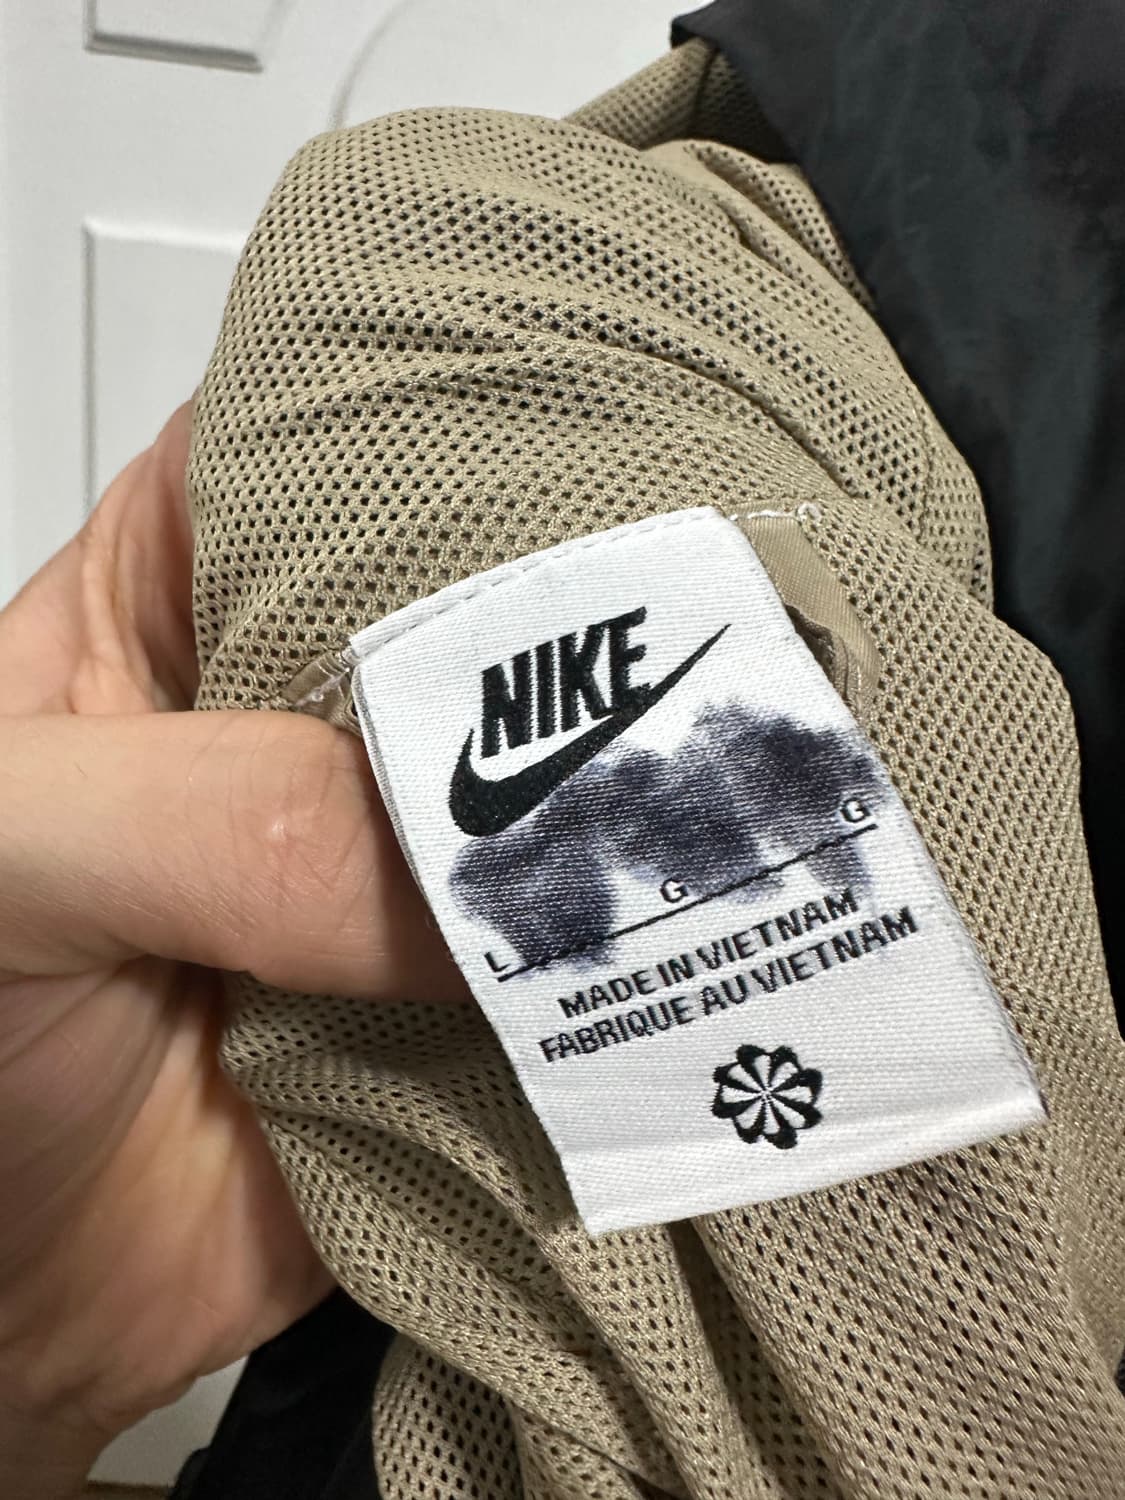 NIKE
L G G
MADE IN VIETNAM
FABRIQUE AU VIETNAM